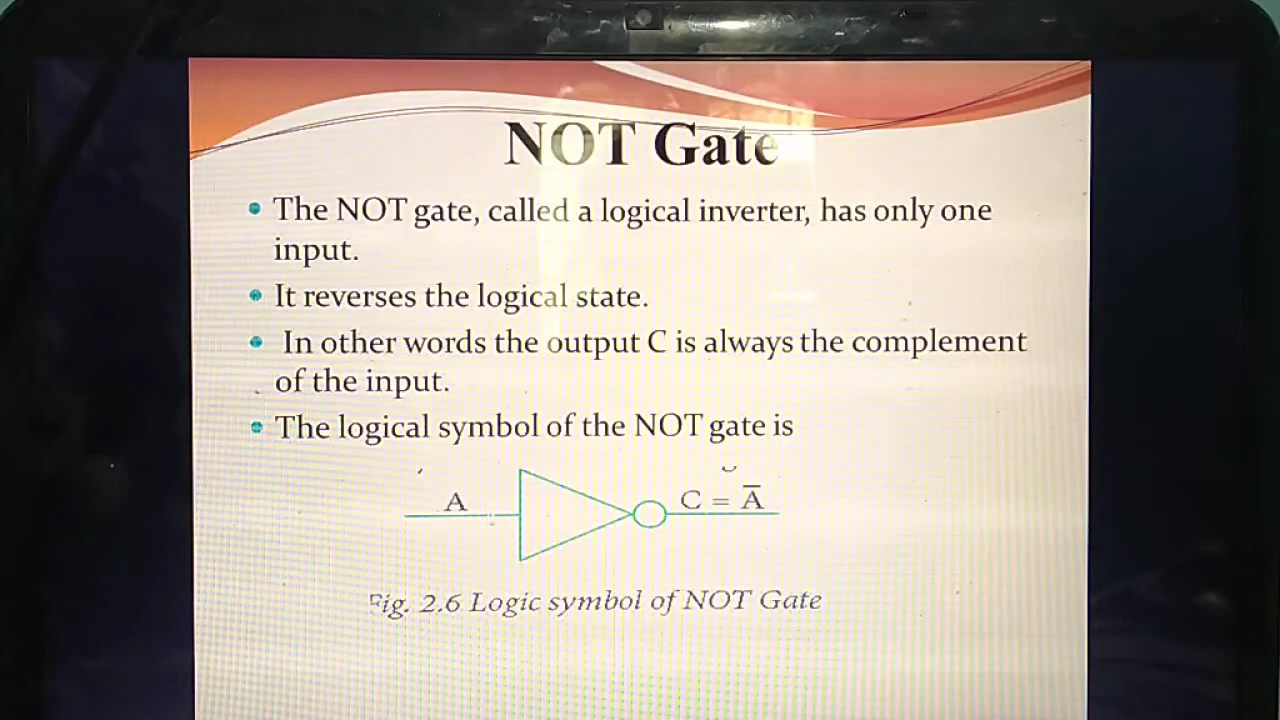 NOT Gate
• The NOT gate, called a logical inverter, has only one
input.
• It reverses the logical state.
• In other words the output C is always the complement
of the input.
• The logical symbol of the NOT gate is
A
C = A̅
Fig. 2.6 Logic symbol of NOT Gate